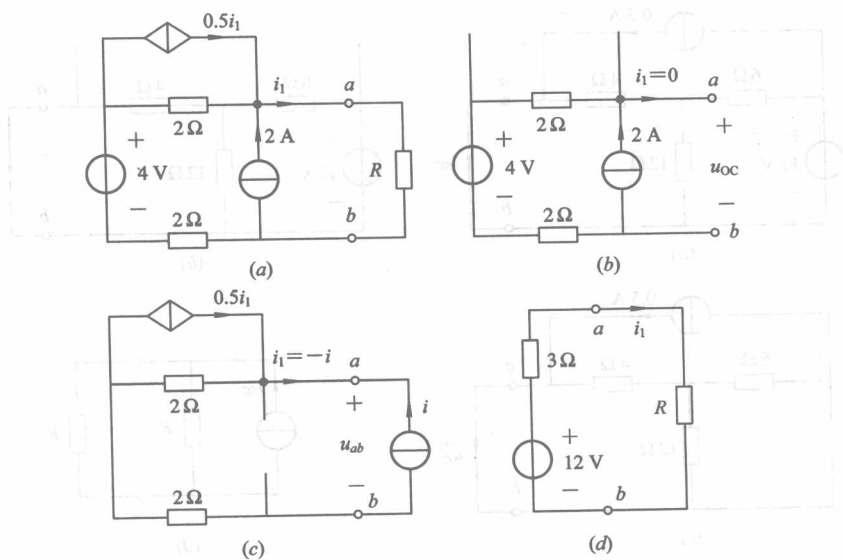 0.5i₁
i₁ a
2Ω
2 A
+
4 V R
−
2Ω b
(a)
i₁=0 a
2Ω
+ 2 A +
4 V u_OC
− −
2Ω b
(b)
0.5i₁
i₁=−i a
2Ω
+ i
u_ab
−
2Ω b
(c)
a i₁
3Ω
R
+
12 V
−
b
(d)